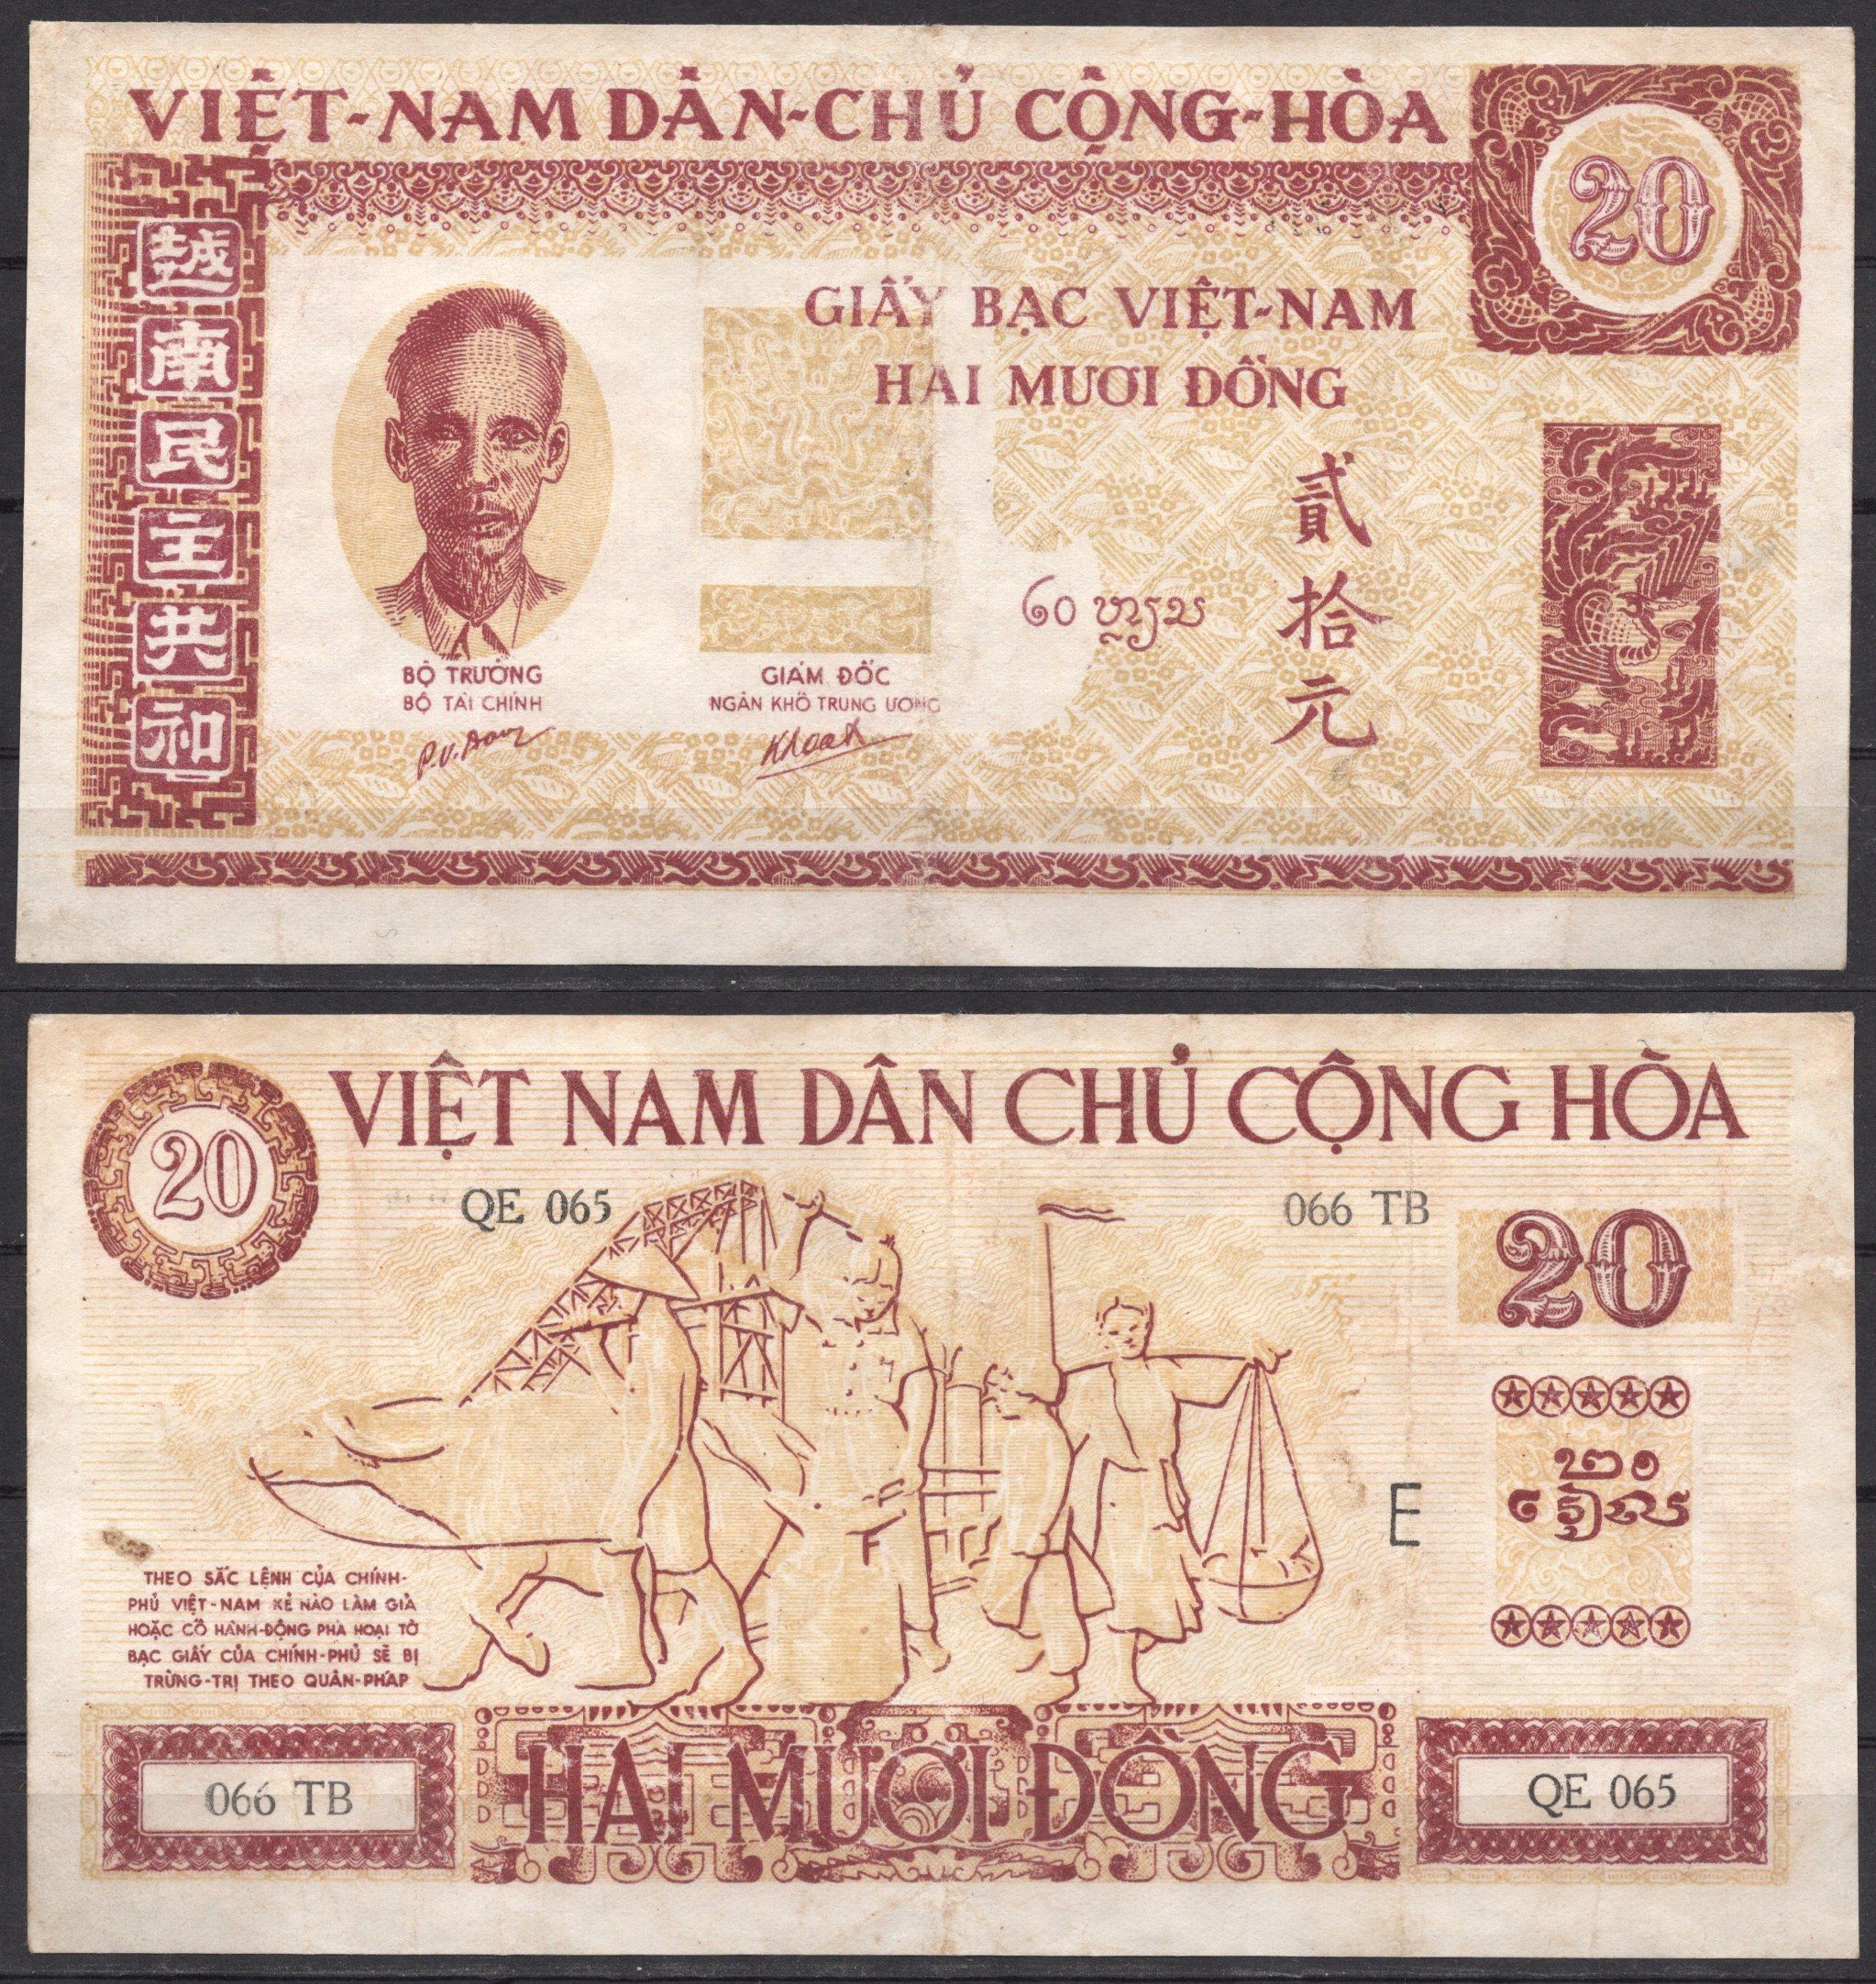 VIỆT-NAM DÂN-CHỦ CỘNG-HÒA
20
越南民主共和
GIẤY BẠC VIỆT-NAM
HAI MƯƠI ĐỒNG
貳拾元
BỘ TRƯỞNG
BỘ TÀI CHÍNH
GIÁM ĐỐC
NGÂN KHỐ TRUNG ƯƠNG
VIỆT NAM DÂN CHỦ CỘNG HÒA
20
QE 065
066 TB
20
E
THEO SẮC LỆNH CỦA CHÍNH-
PHỦ VIỆT-NAM KẺ NÀO LÀM GIẢ
HOẶC CÓ HÀNH-ĐỘNG PHÁ HOẠI TỜ
BẠC GIẤY CỦA CHÍNH-PHỦ SẼ BỊ
TRỪNG-TRỊ THEO QUÂN-PHÁP
066 TB
HAI MƯƠI ĐỒNG
QE 065